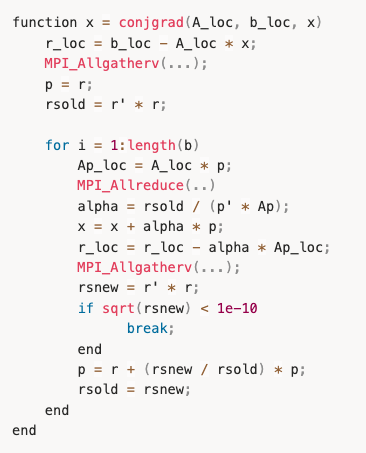 function x = conjgrad(A_loc, b_loc, x)
    r_loc = b_loc - A_loc * x;
    MPI_Allgatherv(...);
    p = r;
    rsold = r' * r;

    for i = 1:length(b)
        Ap_loc = A_loc * p;
        MPI_Allreduce(..)
        alpha = rsold / (p' * Ap);
        x = x + alpha * p;
        r_loc = r_loc - alpha * Ap_loc;
        MPI_Allgatherv(...);
        rsnew = r' * r;
        if sqrt(rsnew) < 1e-10
              break;
        end
        p = r + (rsnew / rsold) * p;
        rsold = rsnew;
    end
end